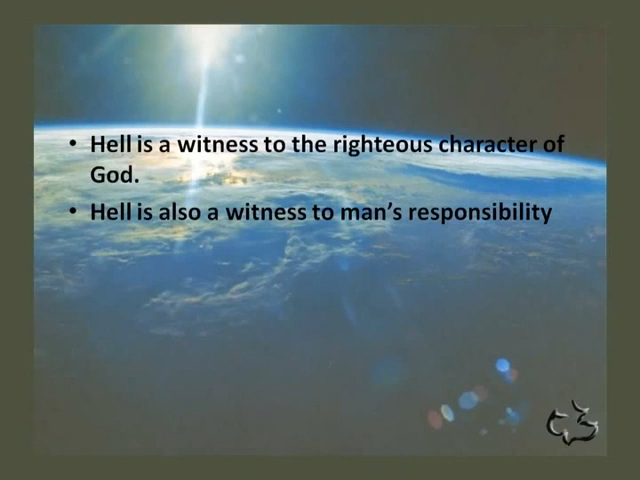 • Hell is a witness to the righteous character of
God.
• Hell is also a witness to man's responsibility